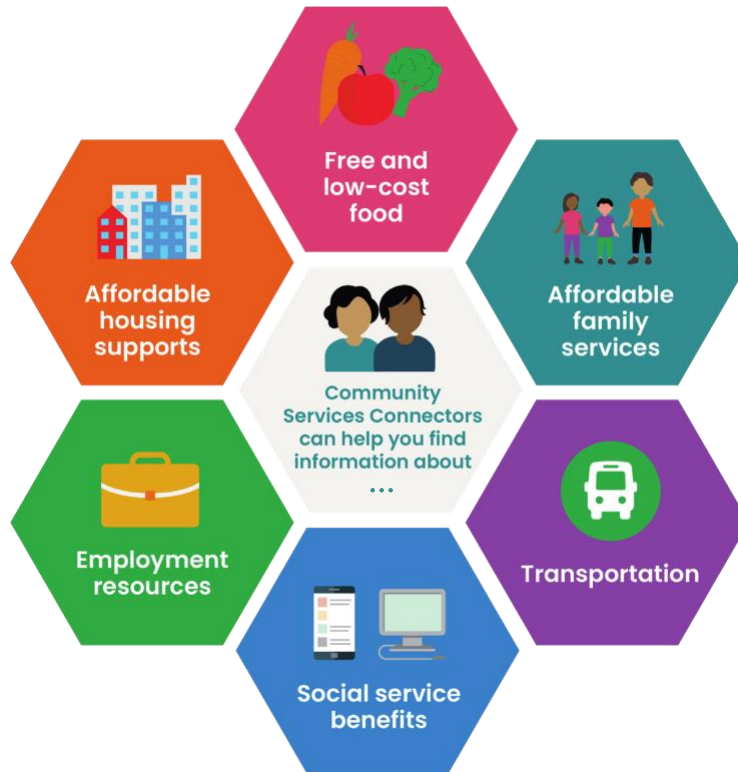 Free and
low-cost
food
Affordable
housing
supports
Affordable
family
services
Community
Services Connectors
can help you find
information about
...
Employment
resources
Transportation
Social service
benefits